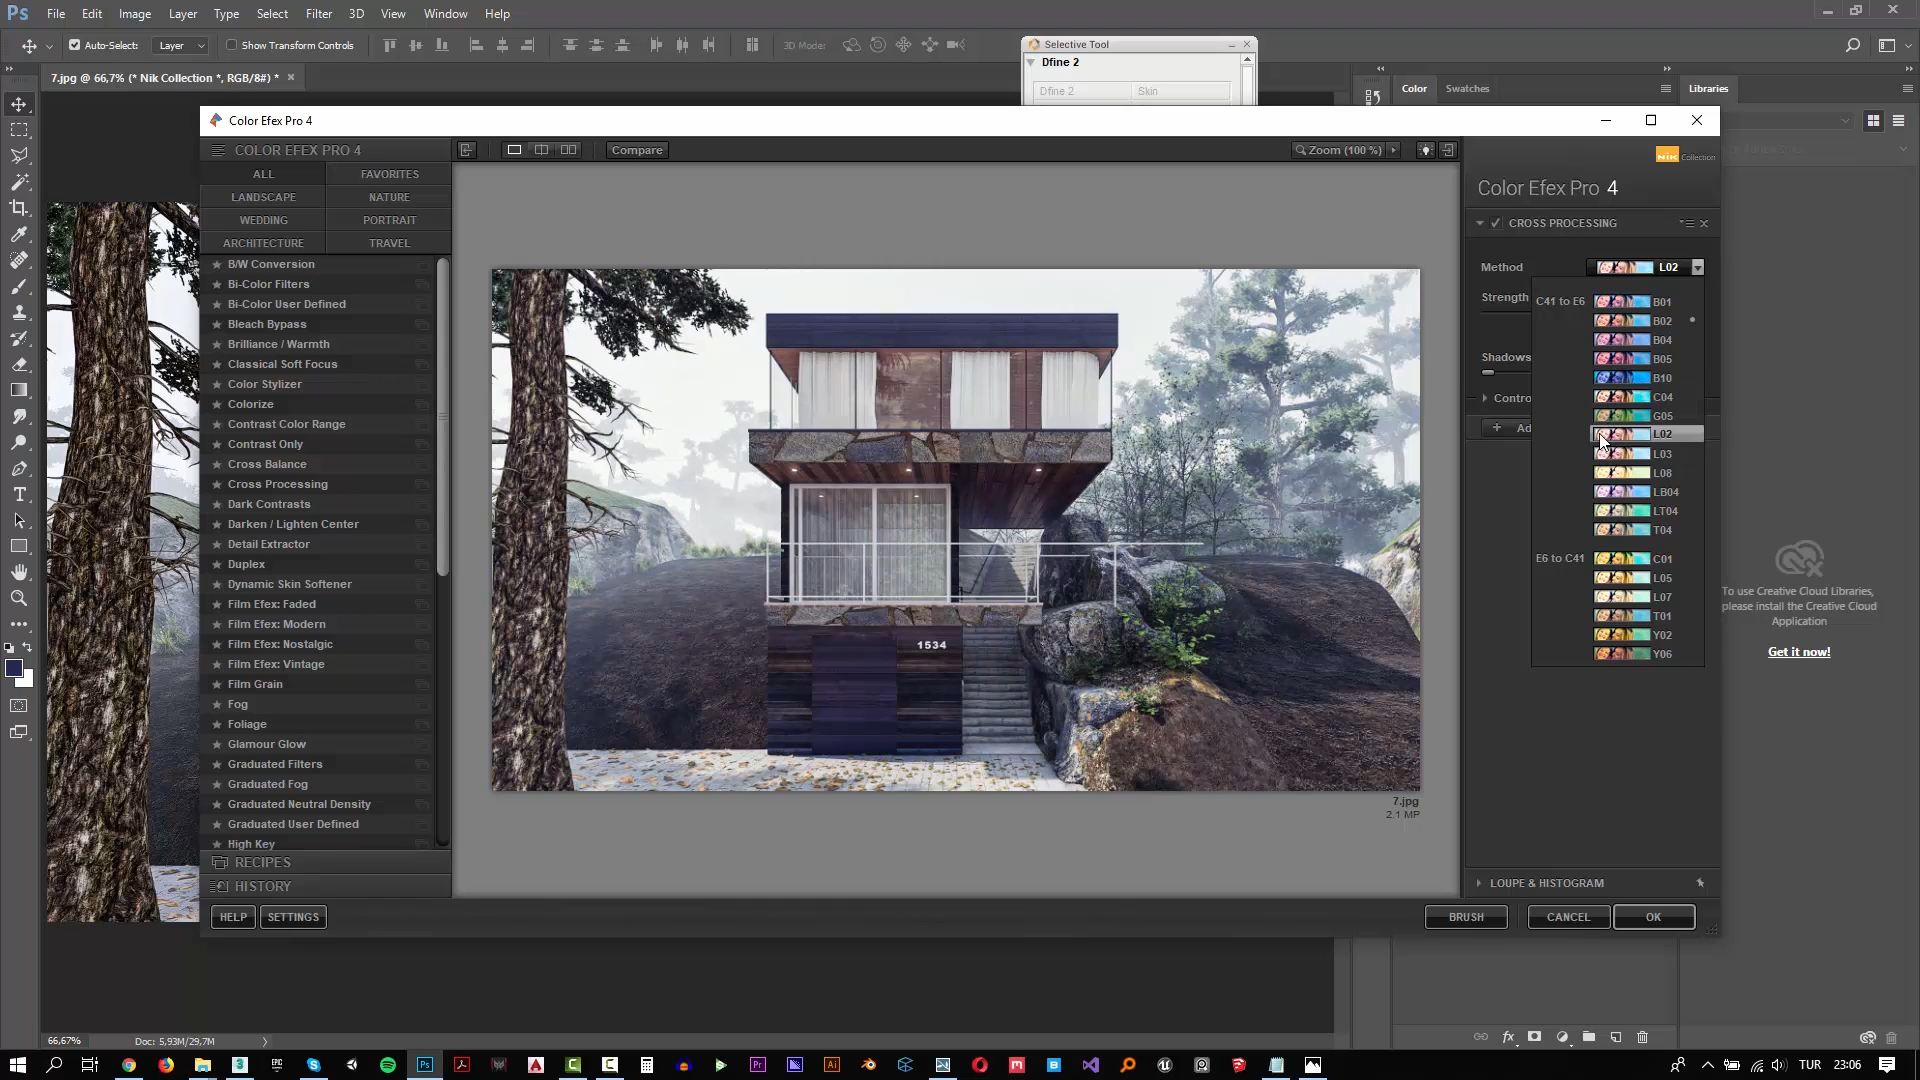 Ps File Edit Image Layer Type Select Filter 3D View Window Help
Auto-Select: Layer Show Transform Controls 3D Mode:
Selective Tool
Dfine 2
Dfine 2 Skin
7.jpg @ 66,7% (* Nik Collection *, RGB/8#) *
Color Swatches Libraries
Color Efex Pro 4
COLOR EFEX PRO 4
Compare
Zoom (100 %)
Nik Collection
ALL FAVORITES
LANDSCAPE NATURE
WEDDING PORTRAIT
ARCHITECTURE TRAVEL
Color Efex Pro 4
CROSS PROCESSING
Method L02
Strength
Shadows
Contro
Ad
C41 to E6 B01
B02
B04
B05
B10
C04
G05
L02
L03
L08
LB04
LT04
T04
E6 to C41 C01
L05
L07
T01
Y02
Y06
B/W Conversion
Bi-Color Filters
Bi-Color User Defined
Bleach Bypass
Brilliance / Warmth
Classical Soft Focus
Color Stylizer
Colorize
Contrast Color Range
Contrast Only
Cross Balance
Cross Processing
Dark Contrasts
Darken / Lighten Center
Detail Extractor
Duplex
Dynamic Skin Softener
Film Efex: Faded
Film Efex: Modern
Film Efex: Nostalgic
Film Efex: Vintage
Film Grain
Fog
Foliage
Glamour Glow
Graduated Filters
Graduated Fog
Graduated Neutral Density
Graduated User Defined
High Key
RECIPES
HISTORY
HELP SETTINGS
1534
7.jpg
2.1 MP
LOUPE & HISTOGRAM
BRUSH CANCEL OK
To use Creative Cloud Libraries,
please install the Creative Cloud
Application
Get it now!
66,67% Doc: 5,93M/29,7M
fx
TUR 23:06